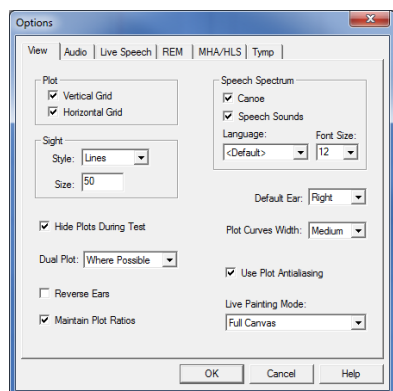 Options
View Audio Live Speech REM MHA/HLS Tymp
Plot
Vertical Grid
Horizontal Grid
Sight
Style: Lines
Size: 50
Hide Plots During Test
Dual Plot: Where Possible
Reverse Ears
Maintain Plot Ratios
Speech Spectrum
Canoe
Speech Sounds
Language: Font Size:
<Default> 12
Default Ear: Right
Plot Curves Width: Medium
Use Plot Antialiasing
Live Painting Mode:
Full Canvas
OK Cancel Help